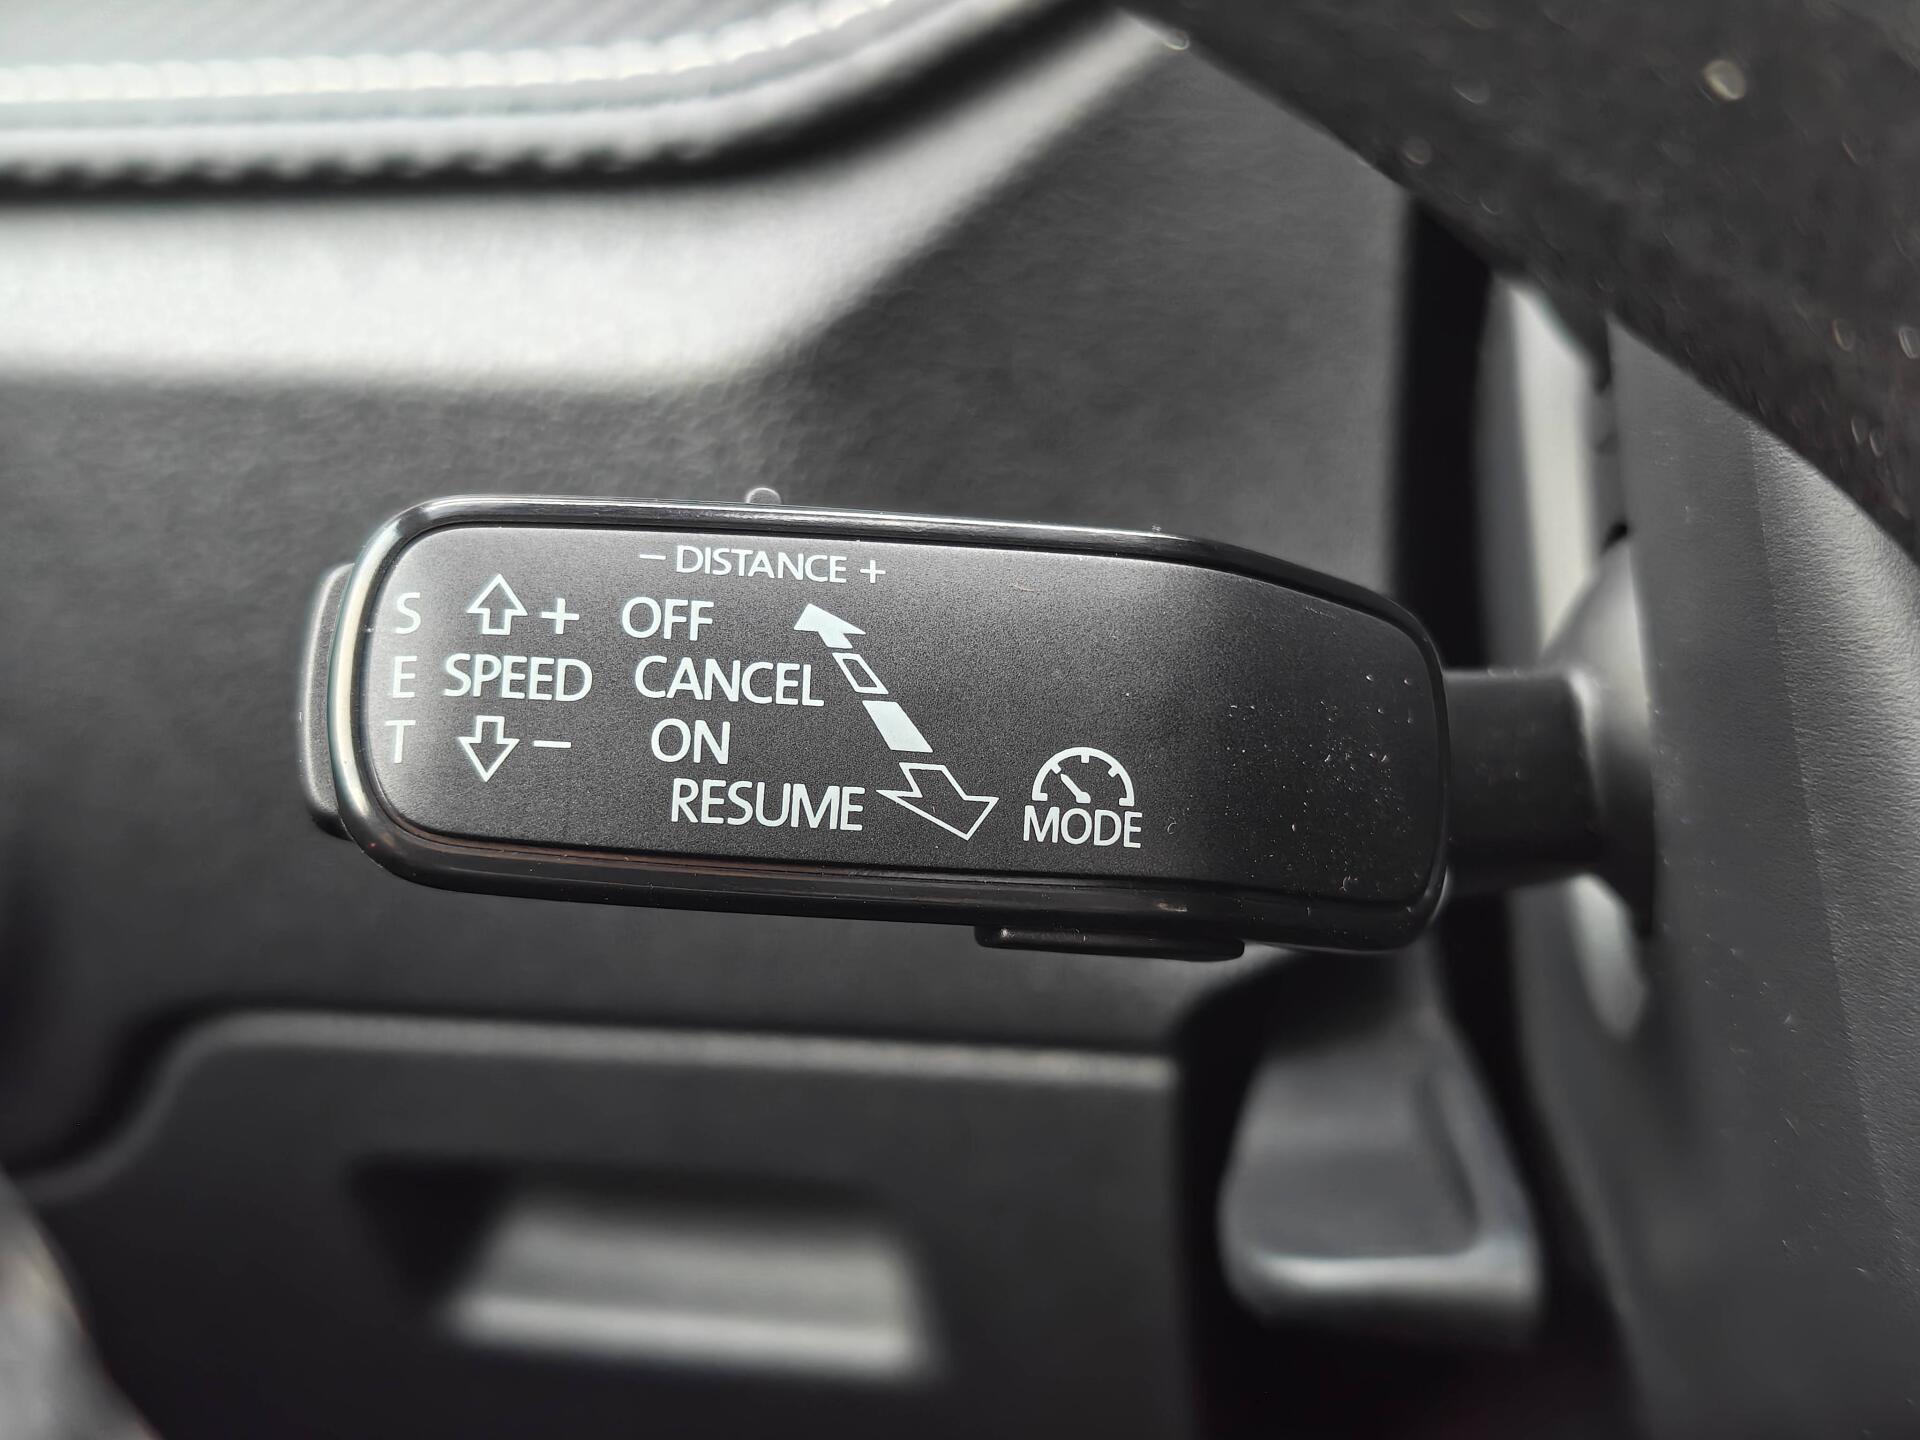 – DISTANCE +
S + OFF
E SPEED CANCEL
T – ON
RESUME
MODE